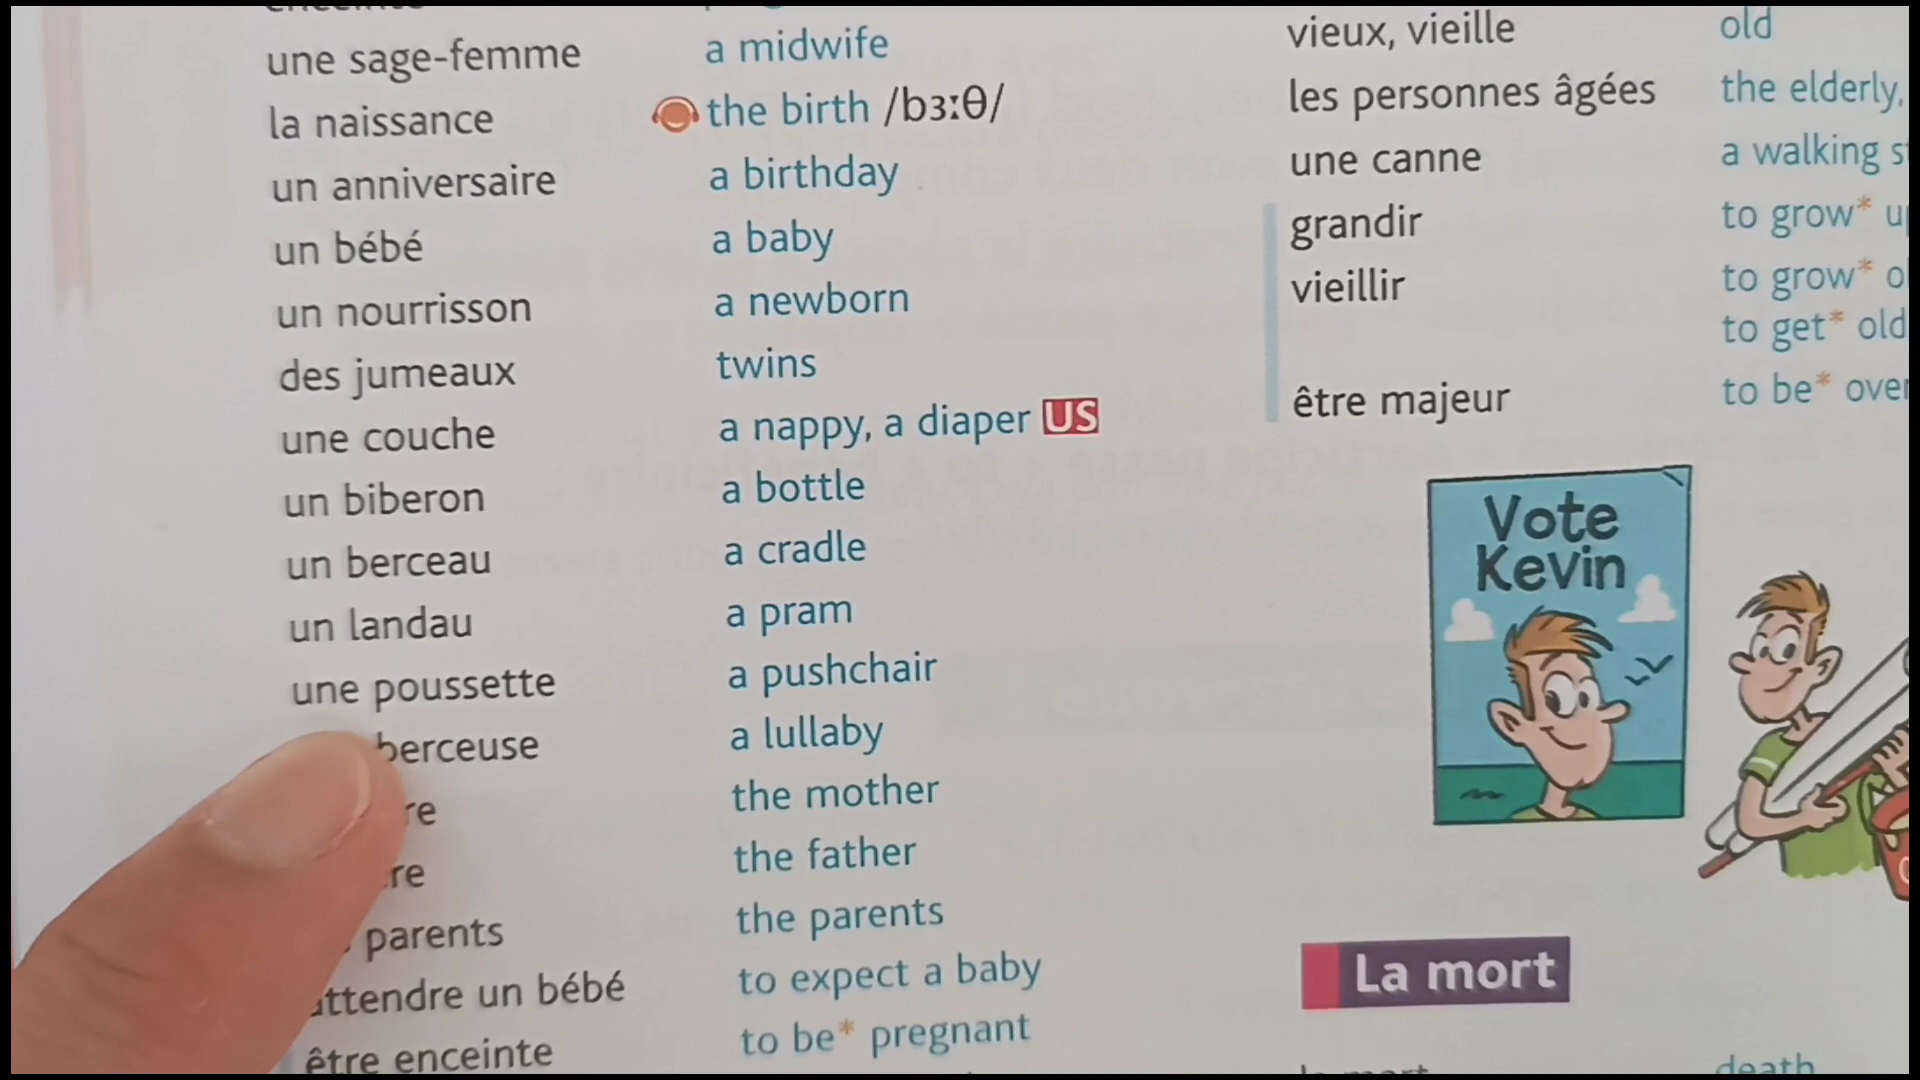 une sage-femme a midwife
la naissance the birth /bɜːθ/
un anniversaire a birthday
un bébé a baby
un nourrisson a newborn
des jumeaux twins
une couche a nappy, a diaper US
un biberon a bottle
un berceau a cradle
un landau a pram
une poussette a pushchair
berceuse a lullaby
the mother
the father
parents the parents
attendre un bébé to expect a baby
être enceinte to be* pregnant
vieux, vieille old
les personnes âgées the elderly,
une canne a walking
grandir to grow*
vieillir to grow*
to get* old
être majeur to be* over
Vote
Kevin
La mort
death